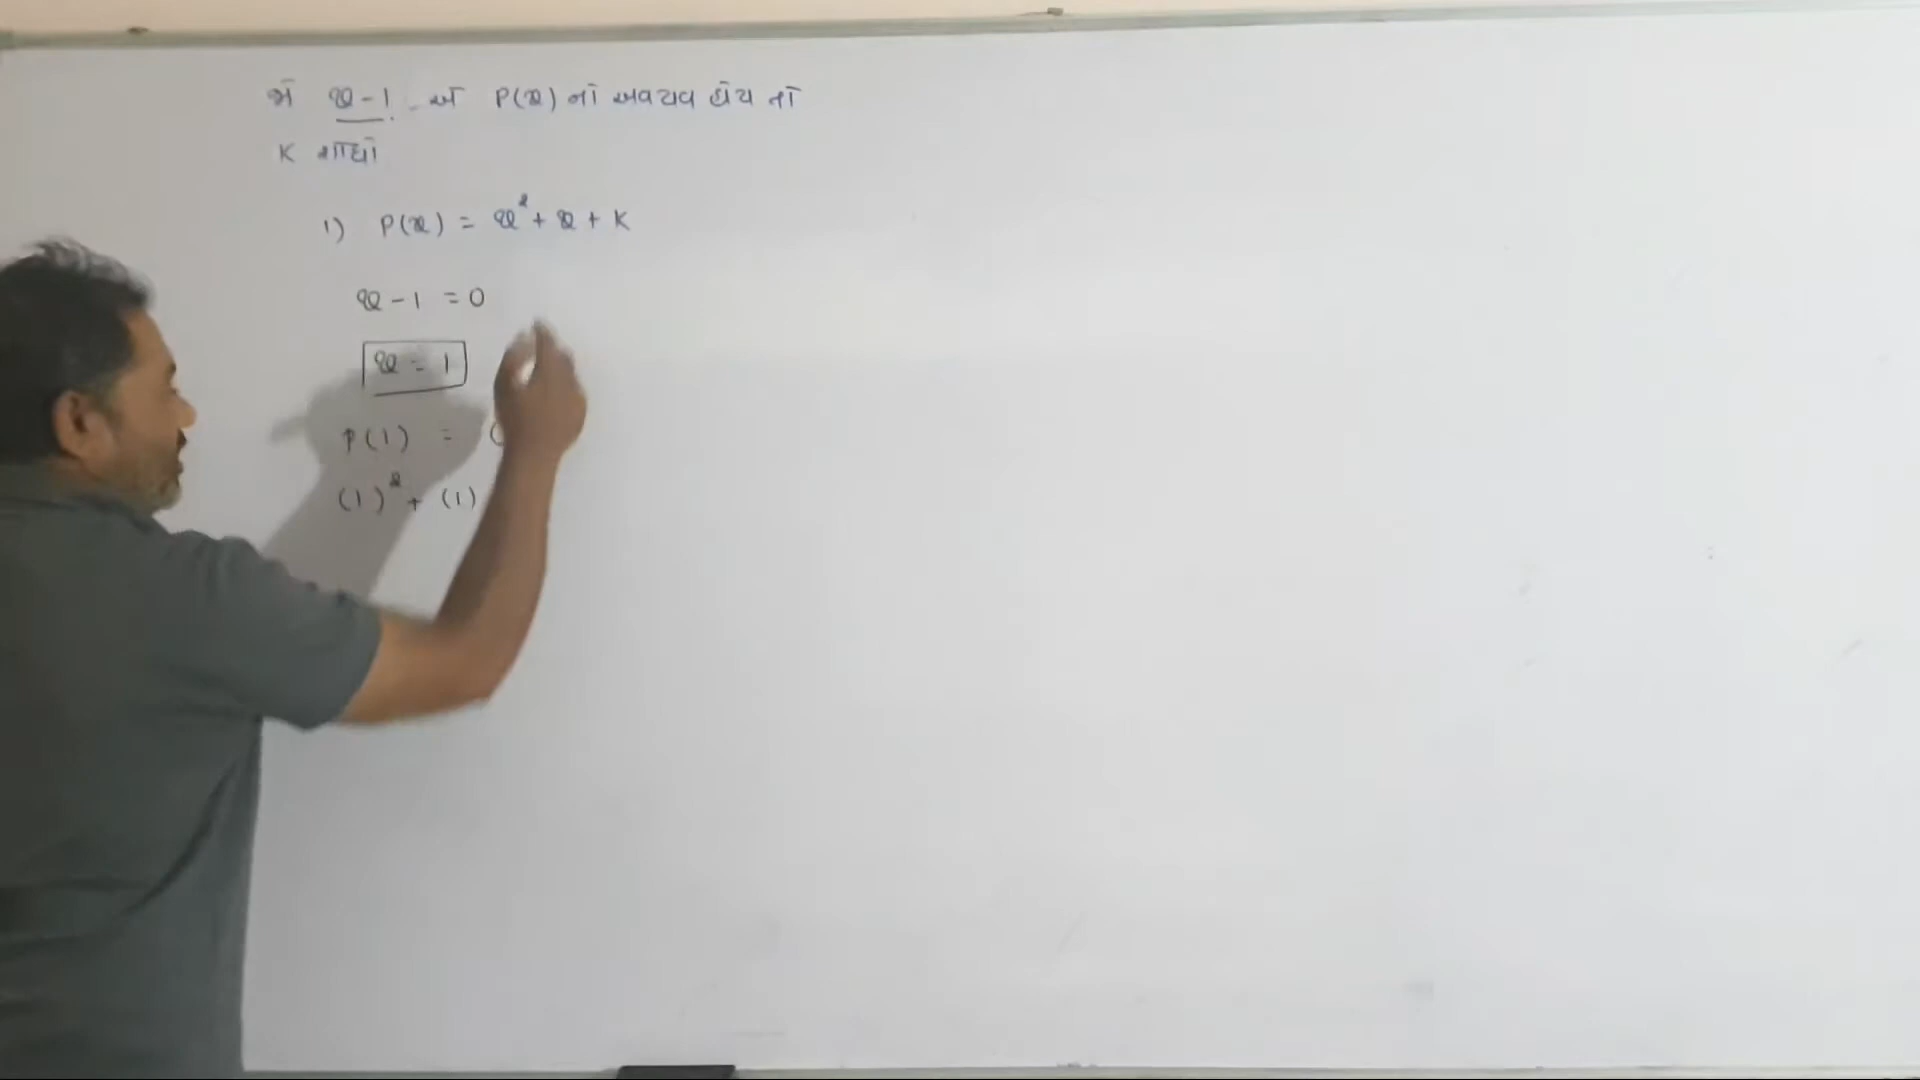 જો x-1 એ P(x) નો અવયવ હોય તો
K શોધો
1) P(x) = x² + x + K
x - 1 = 0
x = 1
P(1) =
(1)² + (1)